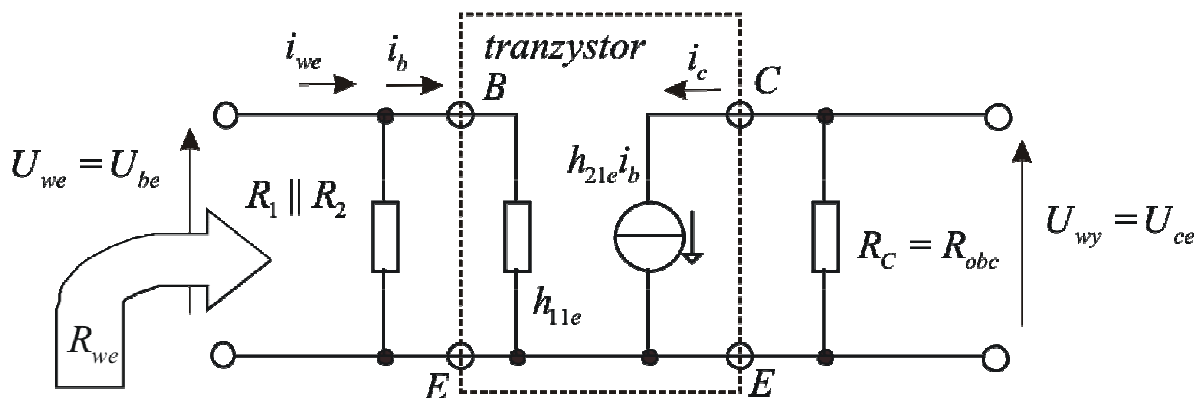 tranzystor
i_we
i_b
B
i_c
C
U_we = U_be
R_1 || R_2
h_11e
h_21e i_b
R_C = R_obc
U_wy = U_ce
R_we
E
E